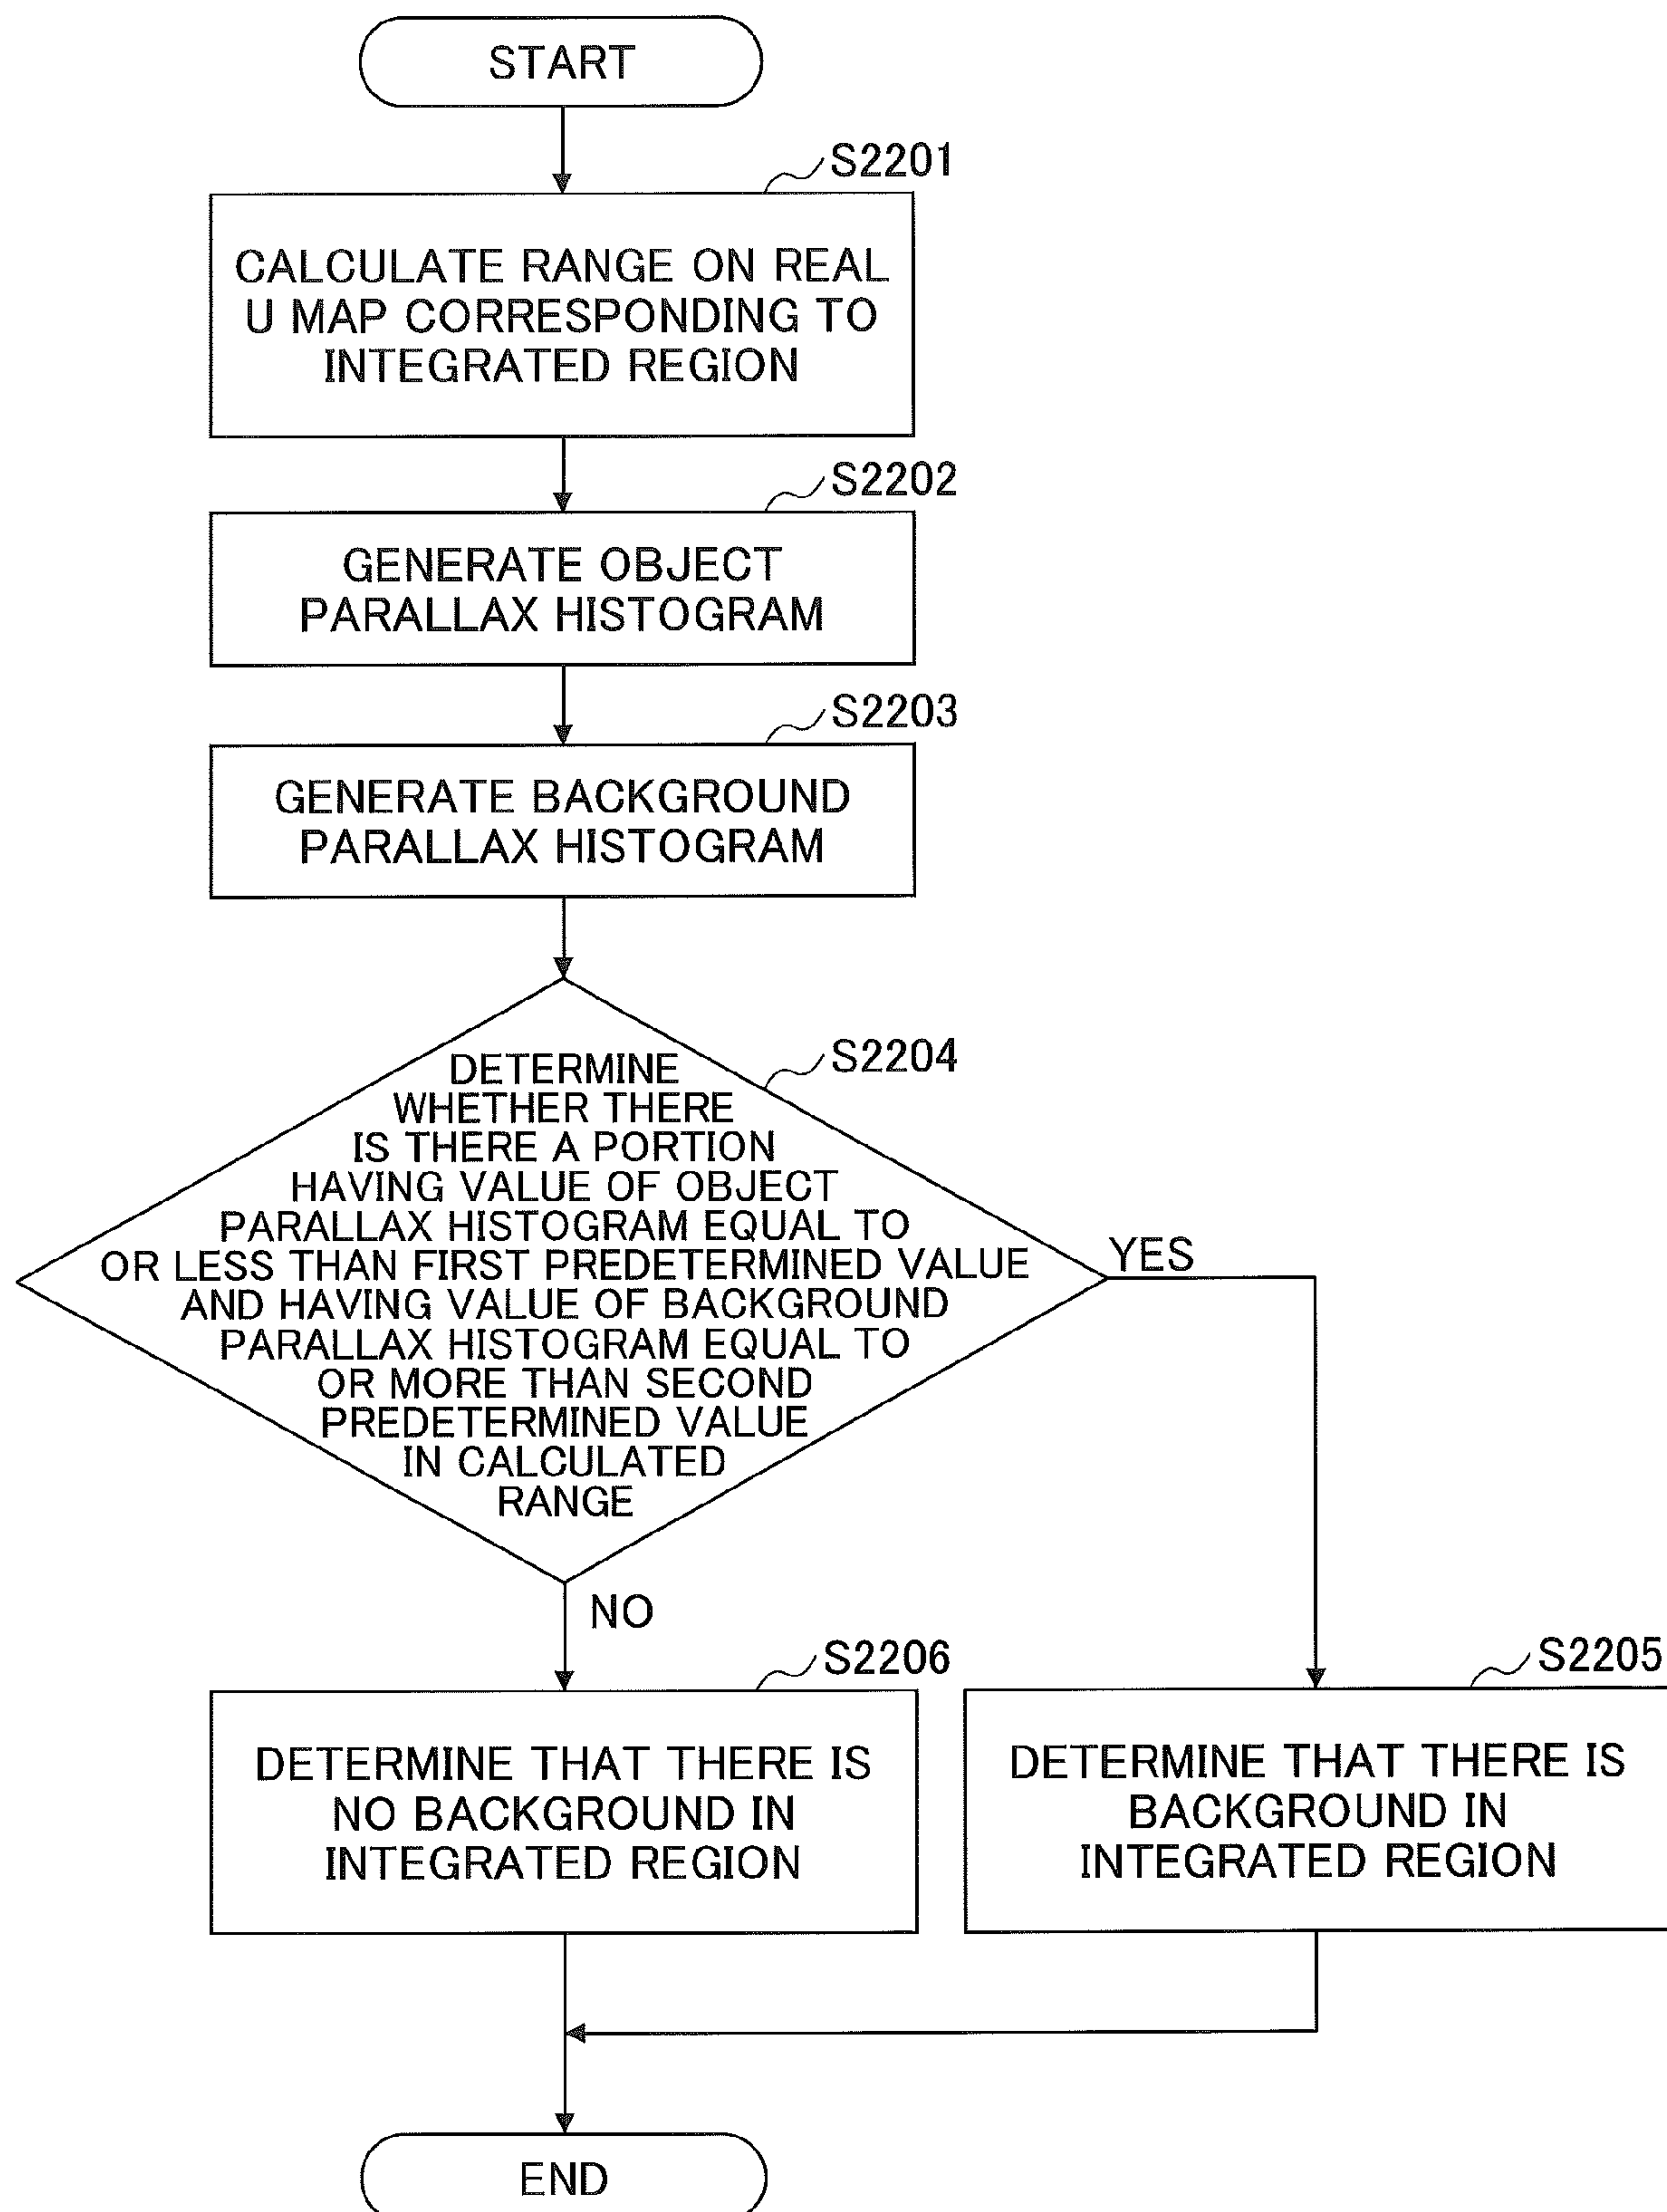 START
S2201
CALCULATE RANGE ON REAL
U MAP CORRESPONDING TO
INTEGRATED REGION
S2202
GENERATE OBJECT
PARALLAX HISTOGRAM
S2203
GENERATE BACKGROUND
PARALLAX HISTOGRAM
S2204
DETERMINE
WHETHER THERE
IS THERE A PORTION
HAVING VALUE OF OBJECT
PARALLAX HISTOGRAM EQUAL TO
OR LESS THAN FIRST PREDETERMINED VALUE
AND HAVING VALUE OF BACKGROUND
PARALLAX HISTOGRAM EQUAL TO
OR MORE THAN SECOND
PREDETERMINED VALUE
IN CALCULATED
RANGE
YES
NO
S2206
DETERMINE THAT THERE IS
NO BACKGROUND IN
INTEGRATED REGION
S2205
DETERMINE THAT THERE IS
BACKGROUND IN
INTEGRATED REGION
END